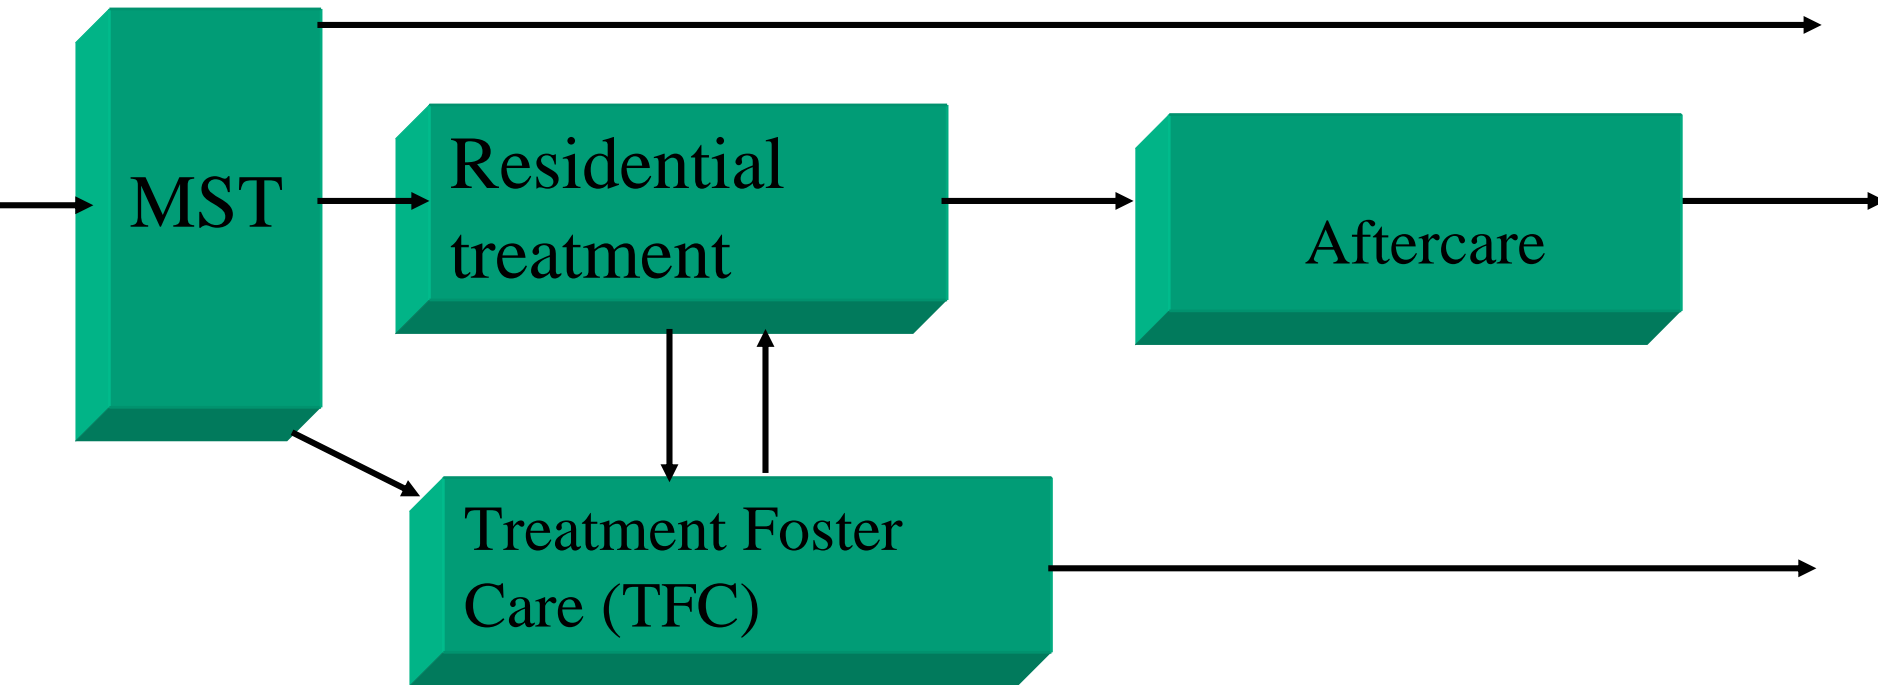 MST
Residential
treatment
Aftercare
Treatment Foster
Care (TFC)